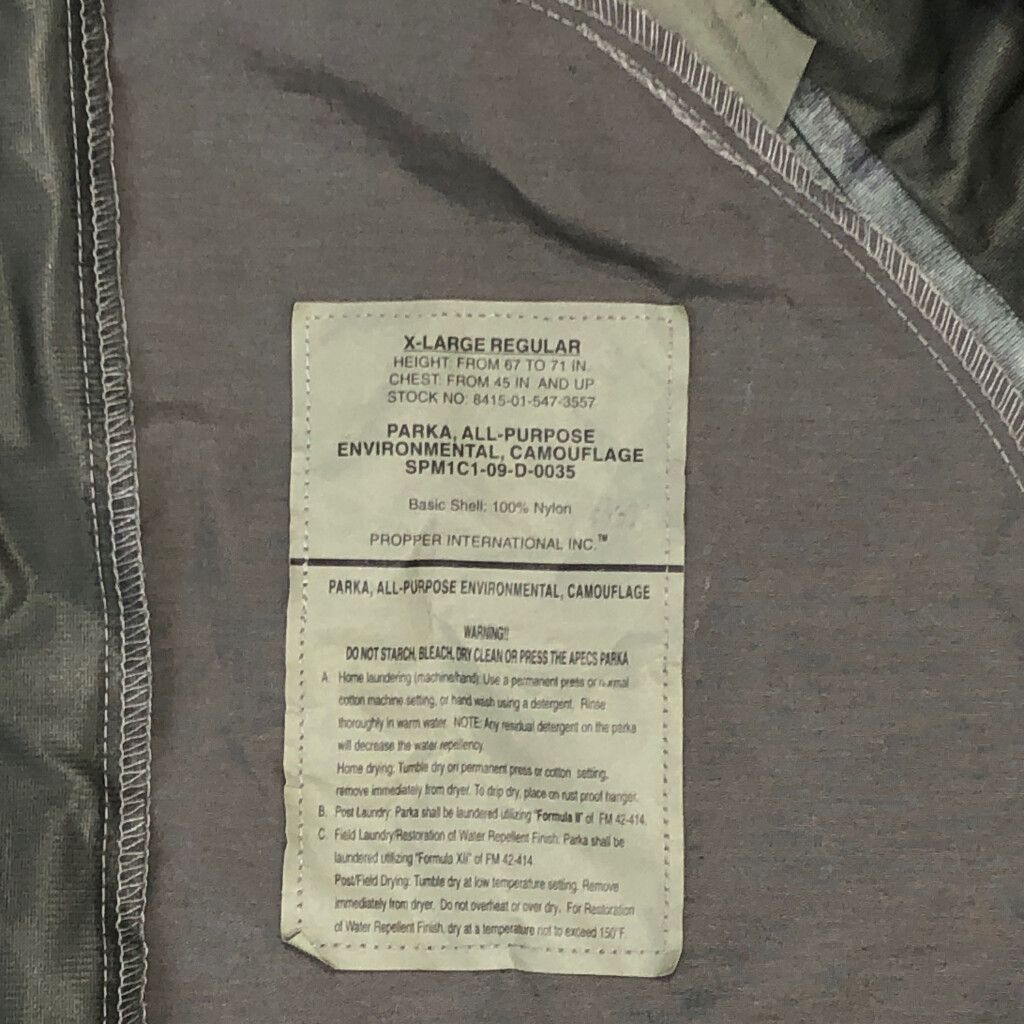 X-LARGE REGULAR
HEIGHT: FROM 67 TO 71 IN.
CHEST: FROM 45 IN. AND UP
STOCK NO: 8415-01-547-3557
PARKA, ALL-PURPOSE
ENVIRONMENTAL, CAMOUFLAGE
SPM1C1-09-D-0035
Basic Shell: 100% Nylon
PROPPER INTERNATIONAL INC.™
PARKA, ALL-PURPOSE ENVIRONMENTAL, CAMOUFLAGE
WARNING!!
DO NOT STARCH, BLEACH, DRY CLEAN OR PRESS THE APECS PARKA
A. Home laundering (machine/hand): Use a permanent press or normal
cotton machine setting, or hand wash using a detergent. Rinse
thoroughly in warm water. NOTE: Any residual detergent on the parka
will decrease the water repellency.
Home drying: Tumble dry on permanent press or cotton setting,
remove immediately from dryer. To drip dry, place on rust proof hanger.
B. Post Laundry: Parka shall be laundered utilizing "Formula II" of FM 42-414.
C. Field Laundry/Restoration of Water Repellent Finish: Parka shall be
laundered utilizing "Formula XII" of FM 42-414
Post/Field Drying: Tumble dry at low temperature setting. Remove
immediately from dryer. Do not overheat or over dry. For Restoration
of Water Repellent Finish, dry at a temperature not to exceed 150°F.